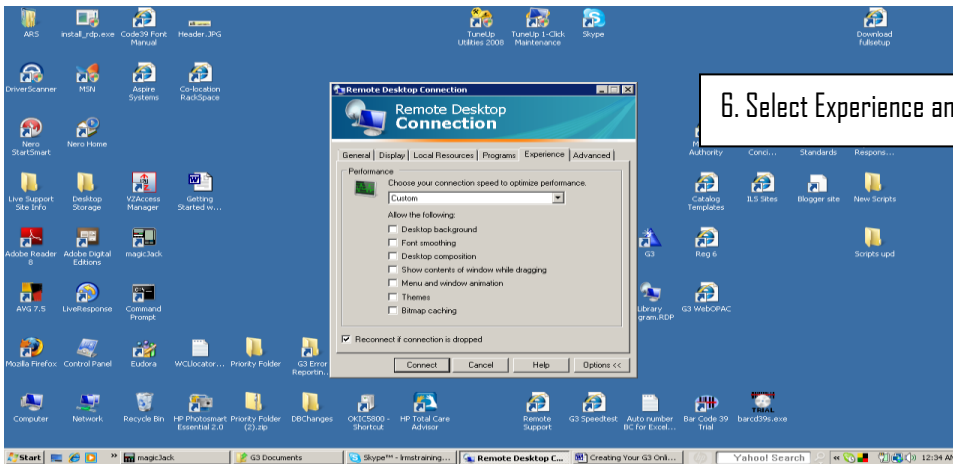 ARS
install_rdp.exe
Code39 Font
Manual
Header.JPG
TuneUp
Utilities 2008
TuneUp 1-Click
Maintenance
Skype
Download
fullsetup
DriverScanner
MSN
Aspire
Systems
Co-location
RackSpace
Remote Desktop Connection
Remote Desktop
Connection
6. Select Experience an
Nero
StartSmart
Nero Home
Authority
Conci...
Standards
Respons...
General
Display
Local Resources
Programs
Experience
Advanced
Performance
Choose your connection speed to optimize performance.
Custom
Allow the following:
Desktop background
Font smoothing
Desktop composition
Show contents of window while dragging
Menu and window animation
Themes
Bitmap caching
Reconnect if connection is dropped
Connect
Cancel
Help
Options <<
Live Support
Site Info
Desktop
Storage
VZAccess
Manager
Getting
Started w...
Catalog
Templates
ILS Sites
Blogger site
New Scripts
Adobe Reader
8
Adobe Digital
Editions
magicJack
G3
Reg 6
Scripts upd
AVG 7.5
LiveResponse
Command
Prompt
Library
gram.RDP
G3 WebOPAC
Mozilla Firefox
Control Panel
Eudora
WCLlocator...
Priority Folder
G3 Error
Reportin...
Computer
Network
Recycle Bin
HP Photosmart
Essential 2.0
Priority Folder
(2).zip
DBChanges
CKIC5800 -
Shortcut
HP Total Care
Advisor
Remote
Support
G3 Speedtest
Auto number
BC for Excel...
Bar Code 39
Trial
TRIAL
barcd39s.exe
Start
»
magicJack
G3 Documents
Skype™ - lrmstraining...
Remote Desktop C...
Creating Your G3 Onli...
Yahoo! Search
«
12:34 AM